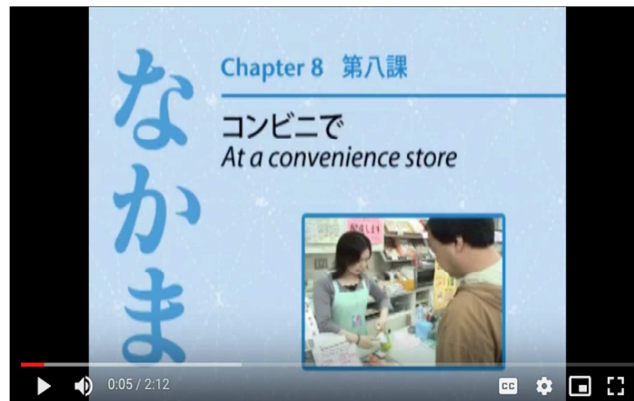 なかま
Chapter 8 第八課
コンビニで
At a convenience store
0:05 / 2:12
CC